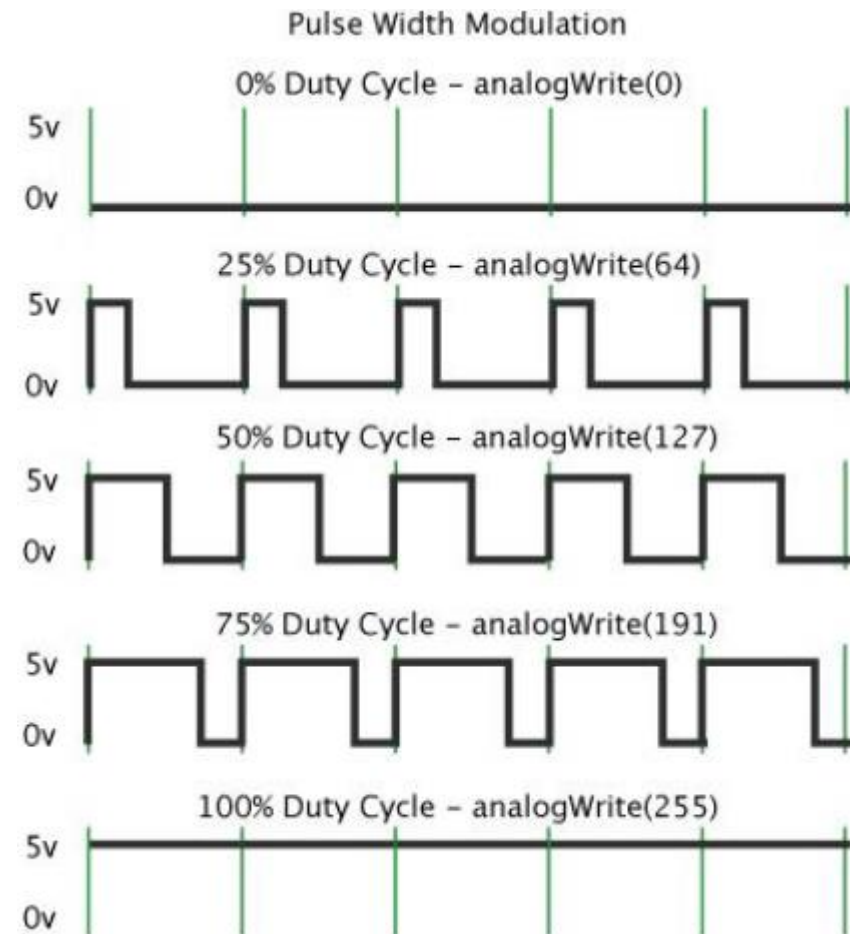 Pulse Width Modulation
0% Duty Cycle – analogWrite(0)
5v
0v
25% Duty Cycle – analogWrite(64)
5v
0v
50% Duty Cycle – analogWrite(127)
5v
0v
75% Duty Cycle – analogWrite(191)
5v
0v
100% Duty Cycle – analogWrite(255)
5v
0v